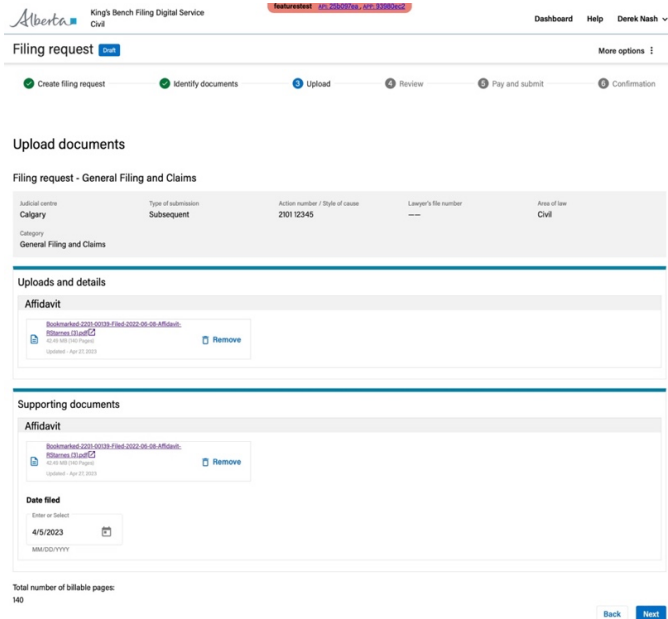 Alberta
King's Bench Filing Digital Service
Civil
featurestest API: 25b097ea , APP: 93980ec2
Dashboard Help Derek Nash
Filing request Draft
More options
Create filing request
Identify documents
3 Upload
4 Review
5 Pay and submit
6 Confirmation
Upload documents
Filing request - General Filing and Claims
Judicial centre Type of submission Action number / Style of cause Lawyer's file number Area of law
Calgary Subsequent 2101 12345 –– Civil
Category
General Filing and Claims
Uploads and details
Affidavit
Bookmarked-2201-00139-Filed-2022-06-08-Affidavit-
RStarnes (3).pdf
42.45 MB (140 Pages)
Updated - Apr 27, 2023
Remove
Supporting documents
Affidavit
Bookmarked-2201-00139-Filed-2022-06-08-Affidavit-
RStarnes (3).pdf
42.45 MB (140 Pages)
Updated - Apr 27, 2023
Remove
Date filed
Enter or Select
4/5/2023
MM/DD/YYYY
Total number of billable pages:
140
Back Next